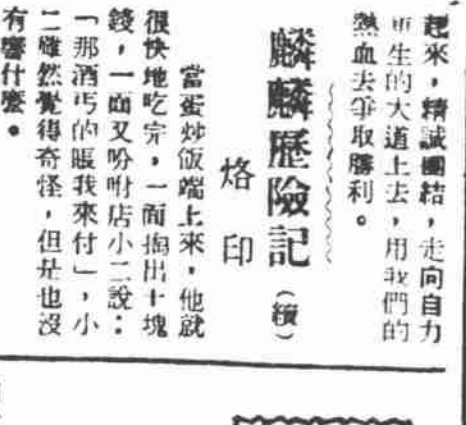 起來，精誠團結，走向自力
更生的大道上去，用我們的
熱血去爭取勝利。
麟麟歷險記（續）
烙印
當蛋炒飯端上來，他就
很快地吃完，一面掏出十塊
錢，一面又吩咐店小二說：
「那酒丐的賬我來付」，小
二雖然覺得奇怪，但是也沒
有響什麼。